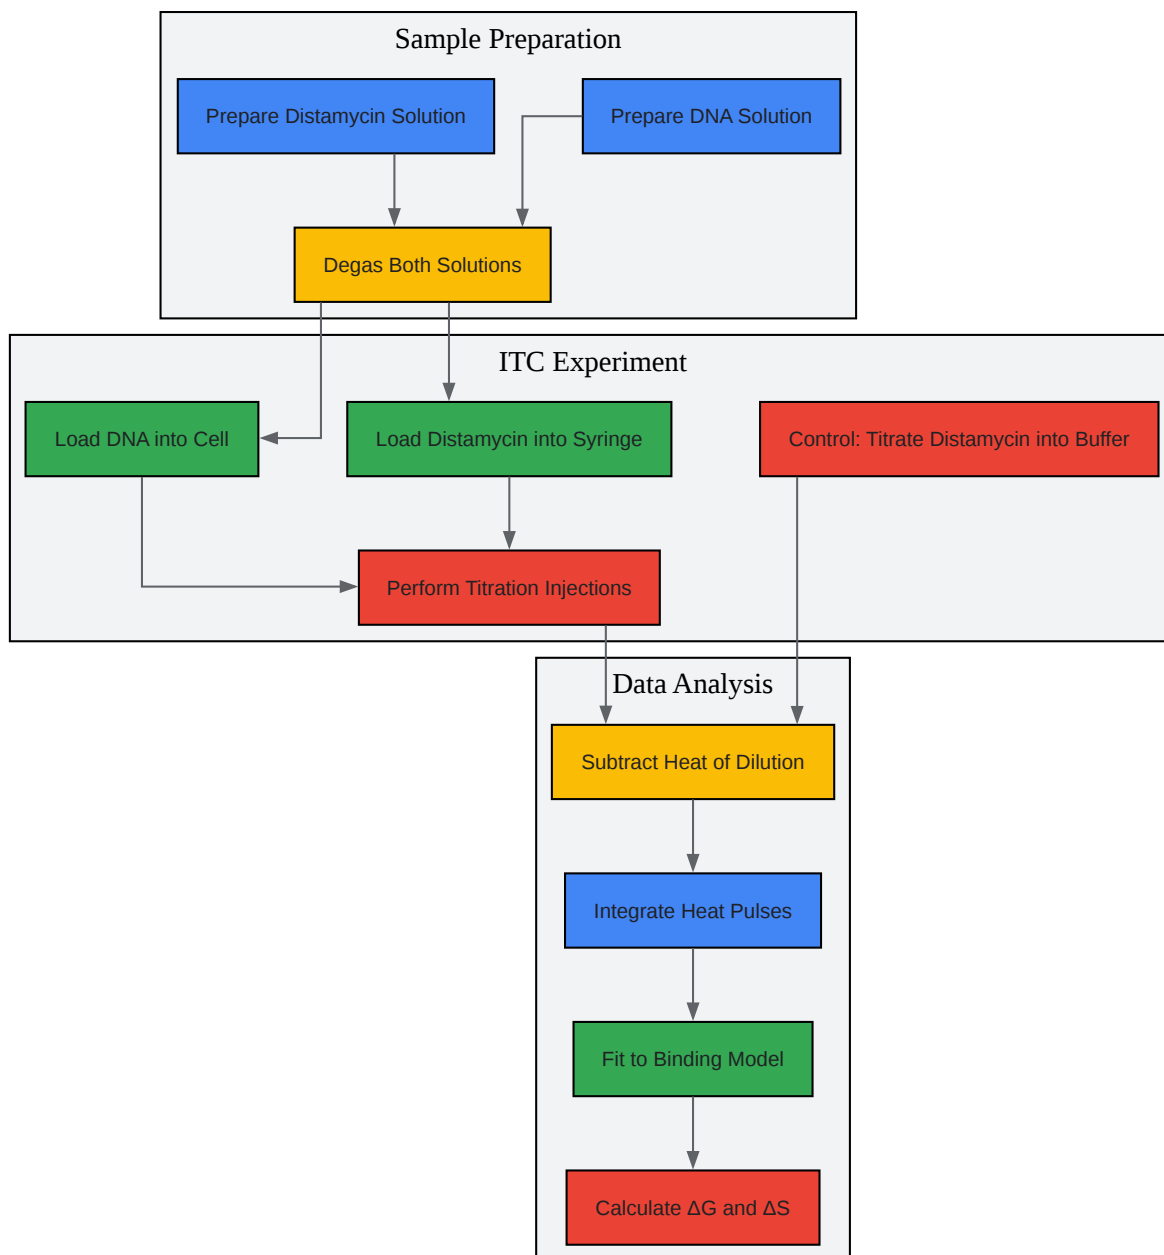 Sample Preparation
Prepare Distamycin Solution
Prepare DNA Solution
Degas Both Solutions
ITC Experiment
Load DNA into Cell
Load Distamycin into Syringe
Control: Titrate Distamycin into Buffer
Perform Titration Injections
Data Analysis
Subtract Heat of Dilution
Integrate Heat Pulses
Fit to Binding Model
Calculate ΔG and ΔS